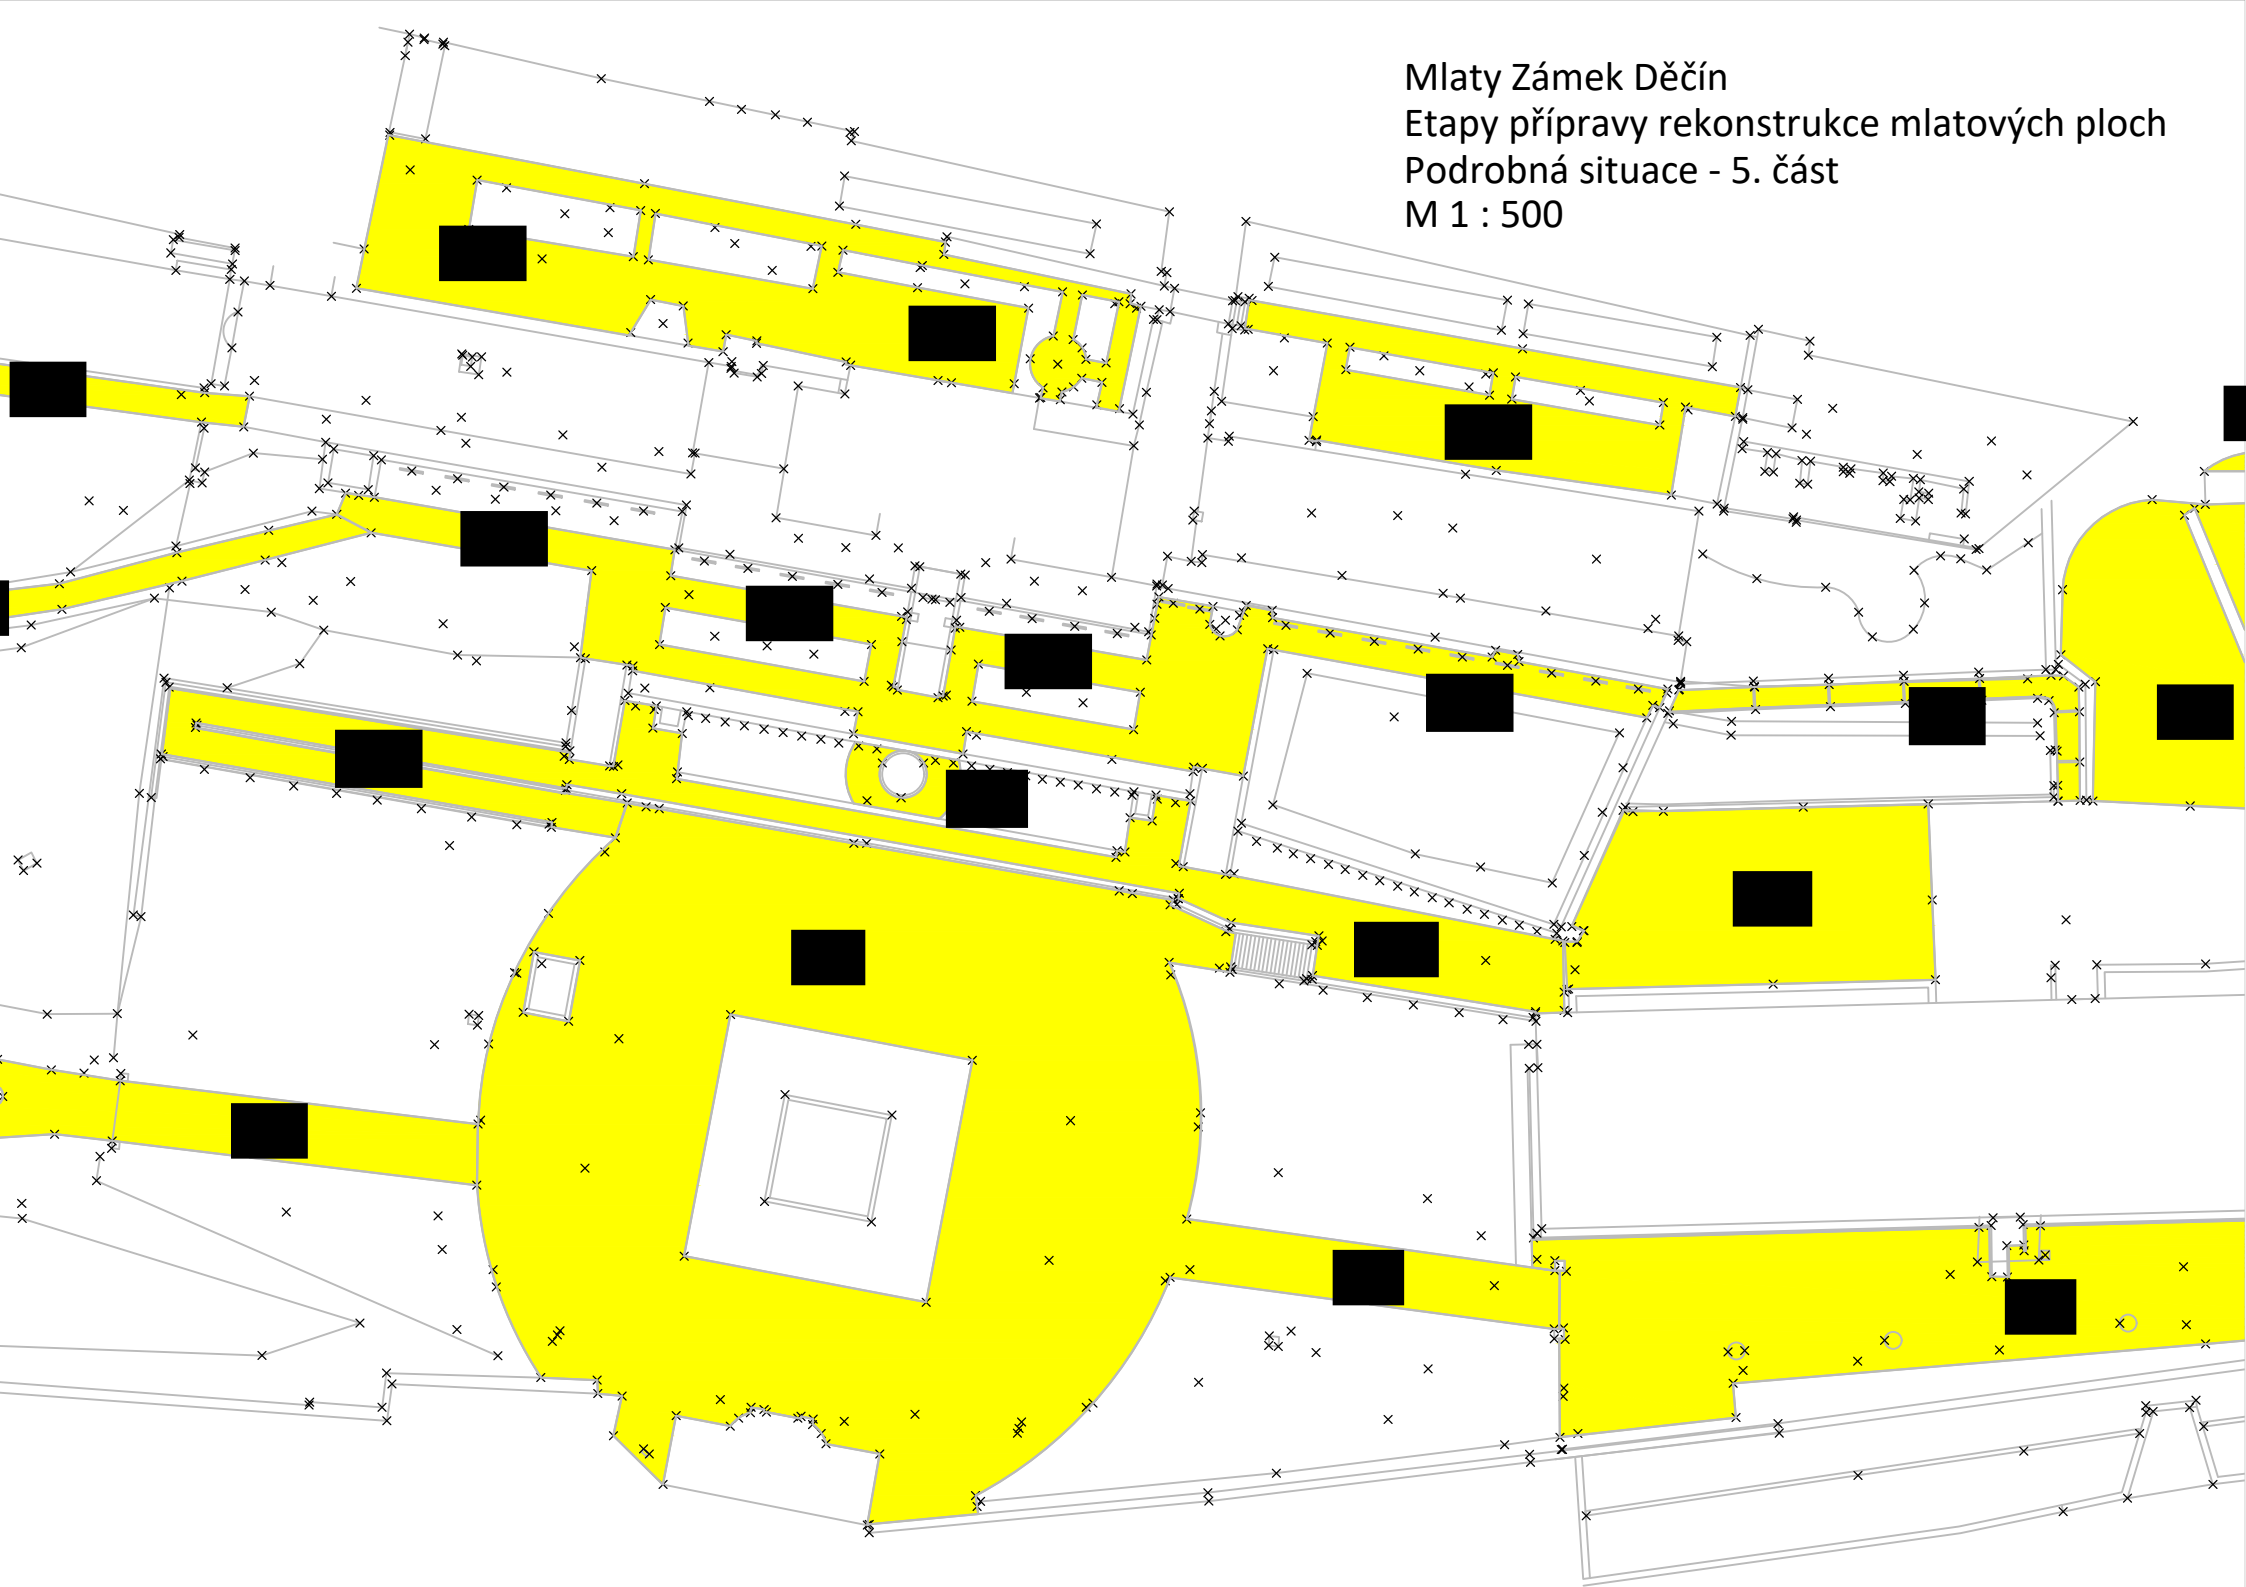 Mlaty Zámek Děčín
Etapy přípravy rekonstrukce mlatových ploch
Podrobná situace - 5. část
M 1 : 500